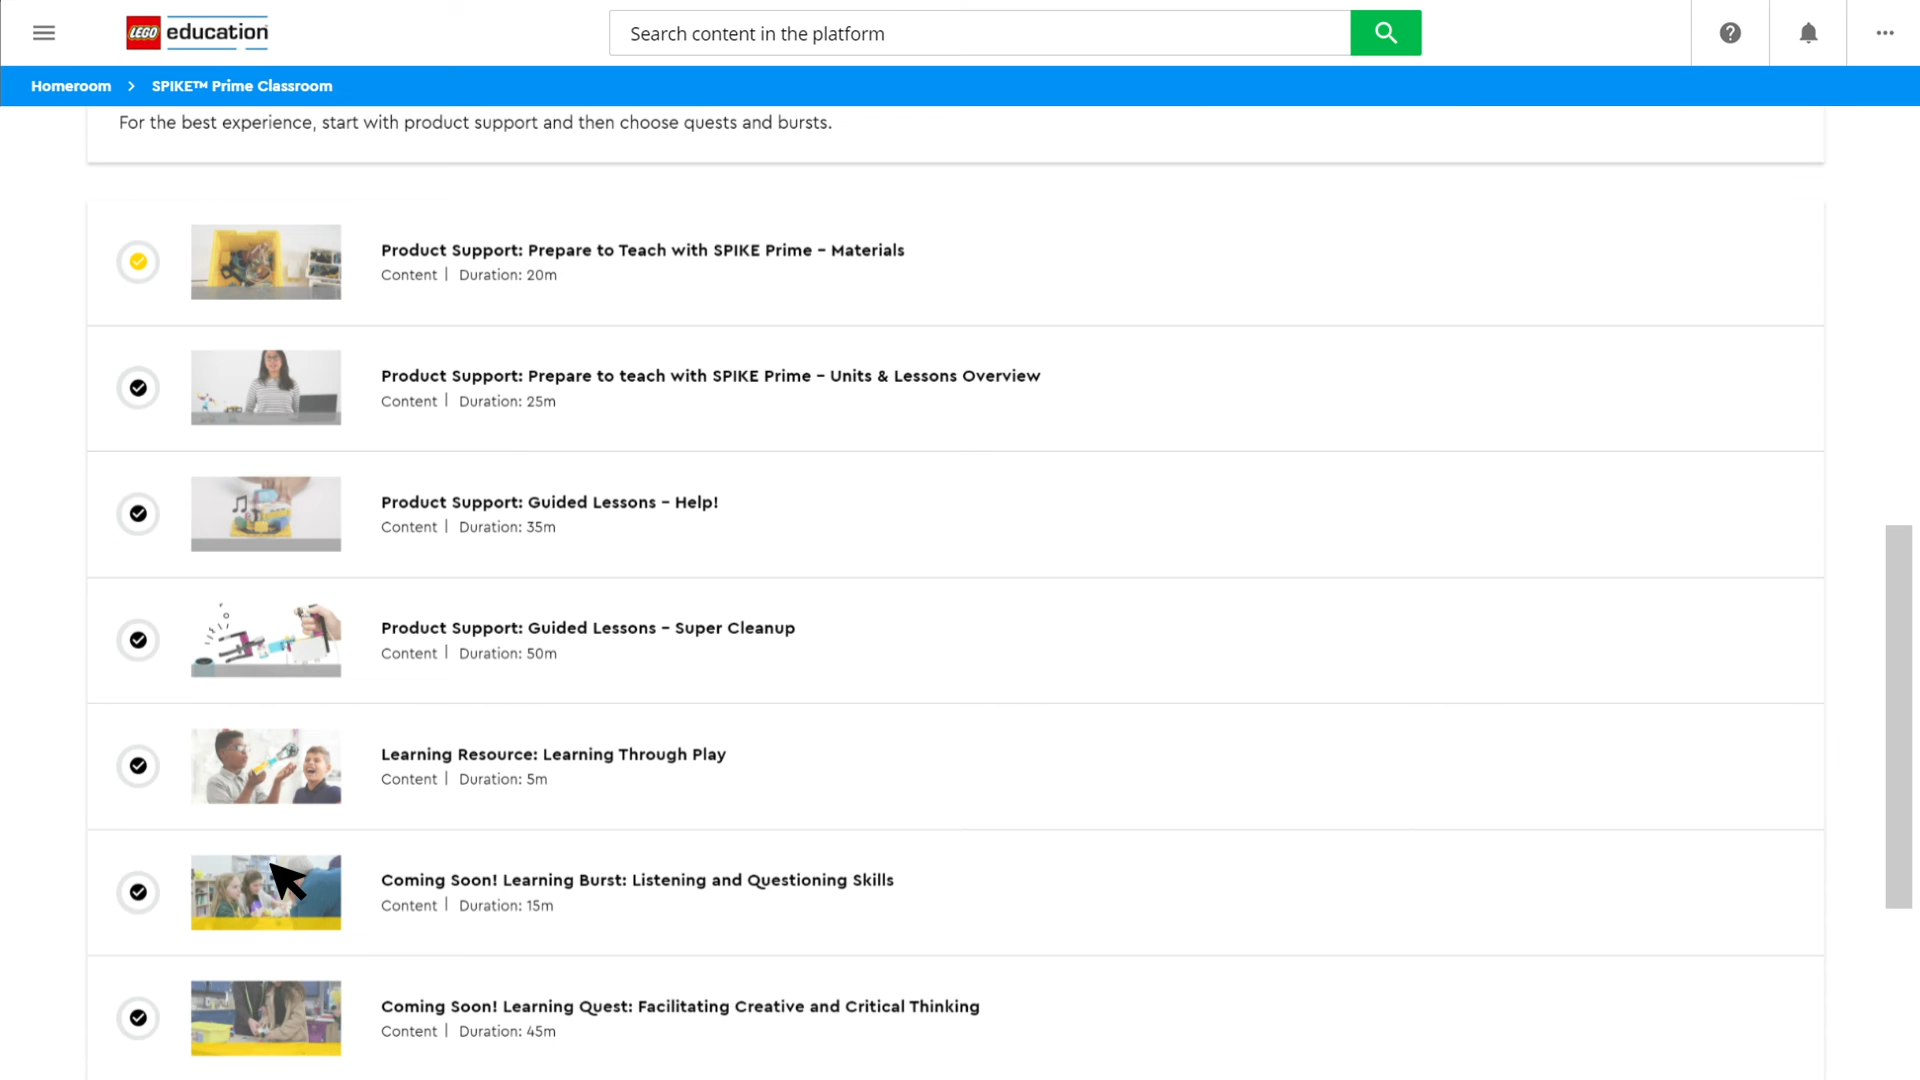 LEGO education
Search content in the platform
Homeroom > SPIKE™ Prime Classroom
For the best experience, start with product support and then choose quests and bursts.
Product Support: Prepare to Teach with SPIKE Prime – Materials
Content | Duration: 20m
Product Support: Prepare to teach with SPIKE Prime – Units & Lessons Overview
Content | Duration: 25m
Product Support: Guided Lessons – Help!
Content | Duration: 35m
Product Support: Guided Lessons – Super Cleanup
Content | Duration: 50m
Learning Resource: Learning Through Play
Content | Duration: 5m
Coming Soon! Learning Burst: Listening and Questioning Skills
Content | Duration: 15m
Coming Soon! Learning Quest: Facilitating Creative and Critical Thinking
Content | Duration: 45m